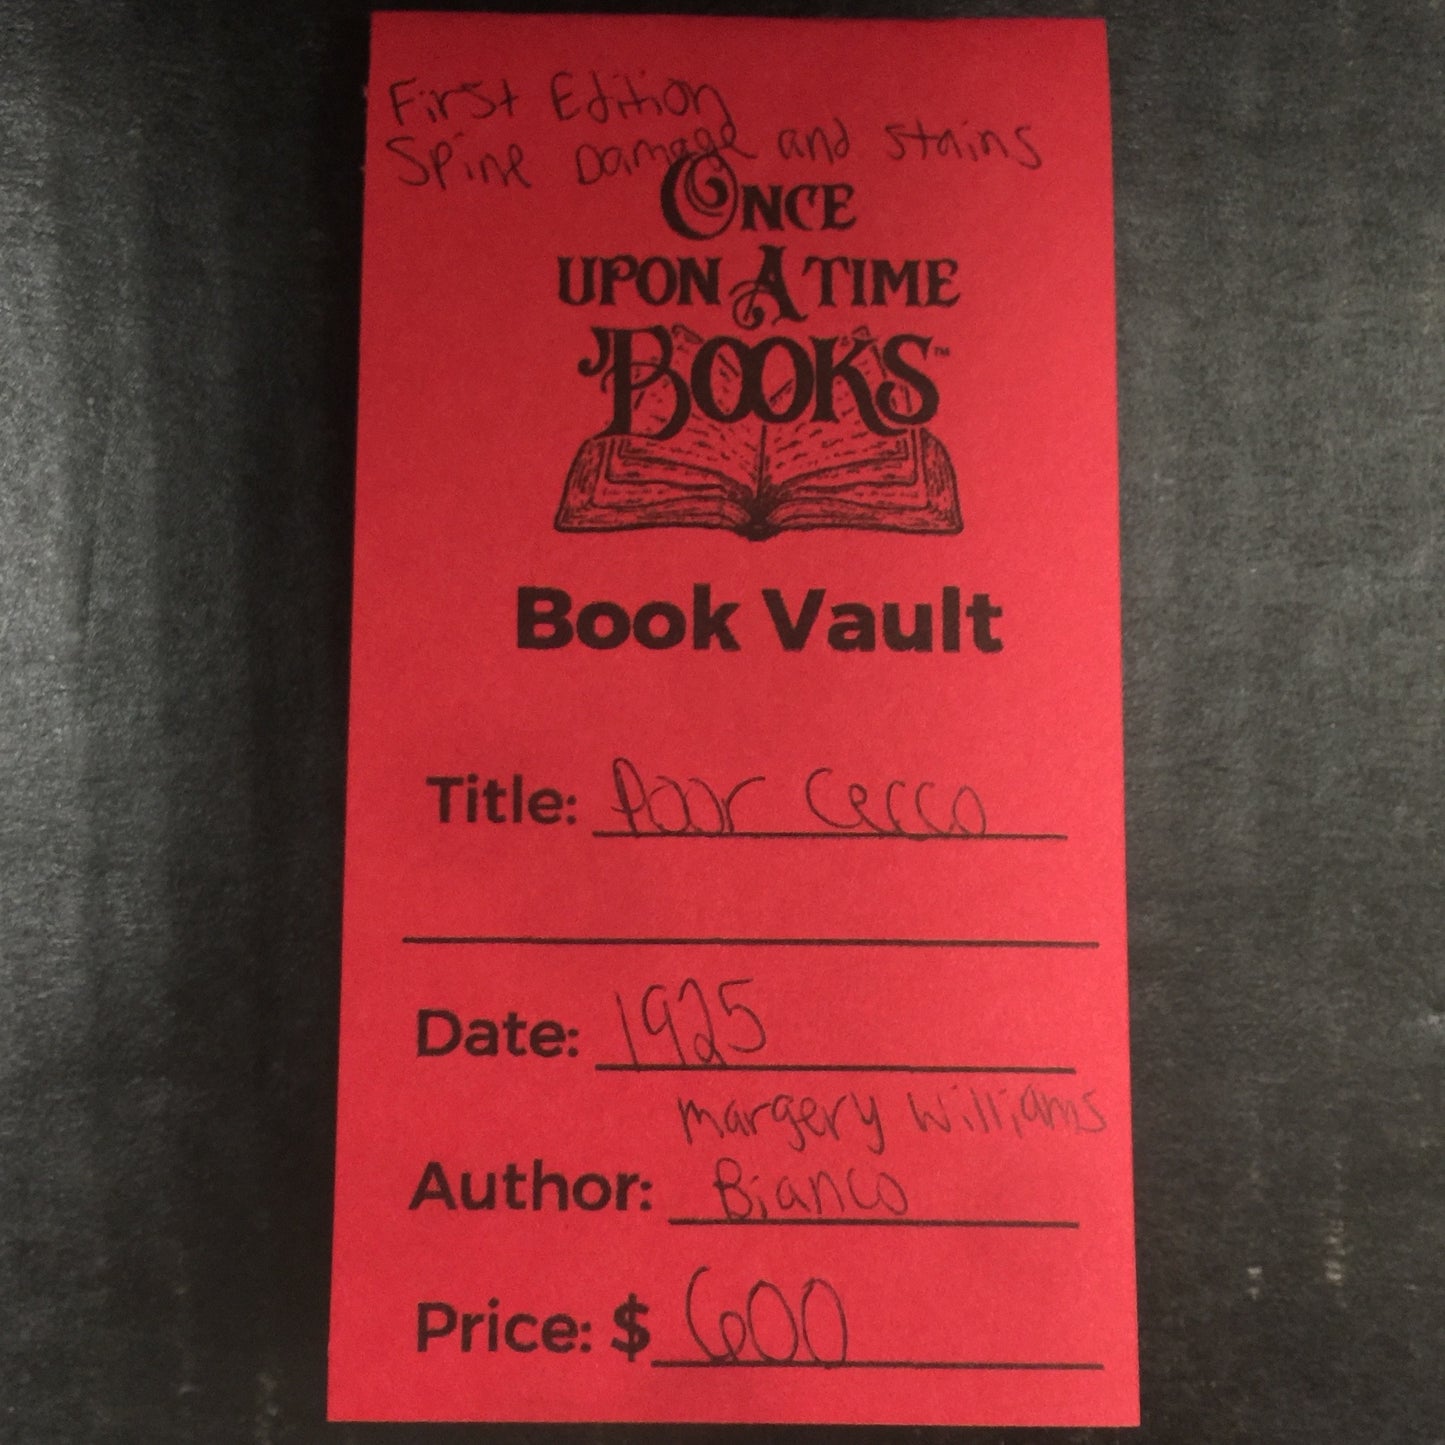 First Edition
Spine Damage and stains
ONCE
UPON A TIME
BOOKS™
Book Vault
Title: Poor Cecco
Date: 1925
margery Williams
Author: Bianco
Price: $ 600